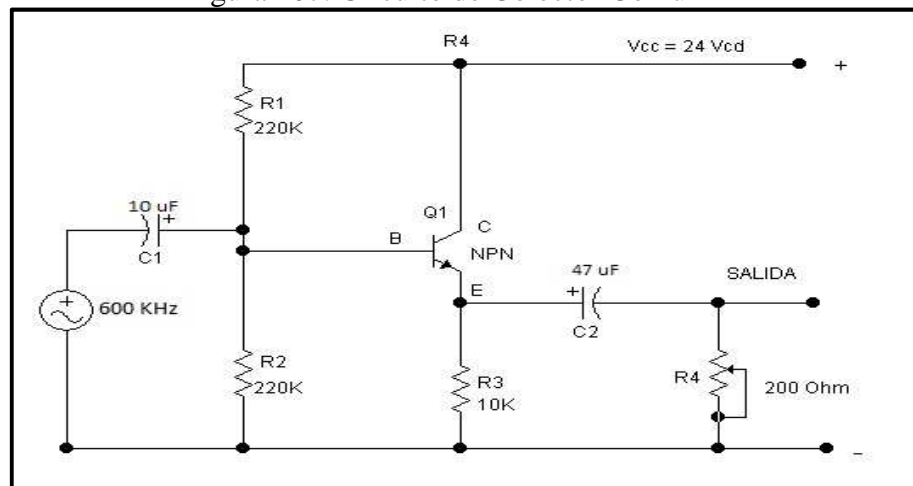 R4
Vcc = 24 Vcd
+
R1
220K
10 uF
+
C1
Q1
C
B
NPN
E
47 uF
+
C2
SALIDA
+
600 KHz
R2
220K
R3
10K
R4
200 Ohm
-